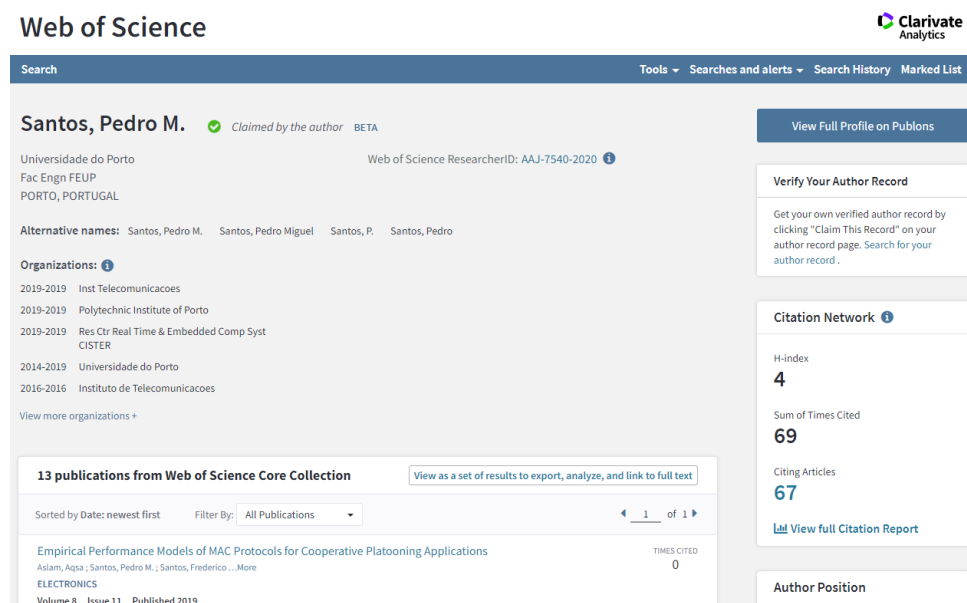 Web of Science
Clarivate
Analytics
Search
Tools
Searches and alerts
Search History
Marked List
Santos, Pedro M.
Claimed by the author
BETA
Universidade do Porto
Fac Engn FEUP
PORTO, PORTUGAL
Web of Science ResearcherID: AAJ-7540-2020
Alternative names: Santos, Pedro M. Santos, Pedro Miguel Santos, P. Santos, Pedro
Organizations:
2019-2019 Inst Telecomunicacoes
2019-2019 Polytechnic Institute of Porto
2019-2019 Res Ctr Real Time & Embedded Comp Syst
CISTER
2014-2019 Universidade do Porto
2016-2016 Instituto de Telecomunicacoes
View more organizations +
13 publications from Web of Science Core Collection
View as a set of results to export, analyze, and link to full text
Sorted by Date: newest first
Filter By: All Publications
1 of 1
Empirical Performance Models of MAC Protocols for Cooperative Platooning Applications
Aslam, Aqsa ; Santos, Pedro M. ; Santos, Frederico ...More
ELECTRONICS
Volume 8 Issue 11 Published 2019
TIMES CITED
0
View Full Profile on Publons
Verify Your Author Record
Get your own verified author record by
clicking "Claim This Record" on your
author record page. Search for your
author record .
Citation Network
H-index
4
Sum of Times Cited
69
Citing Articles
67
View full Citation Report
Author Position